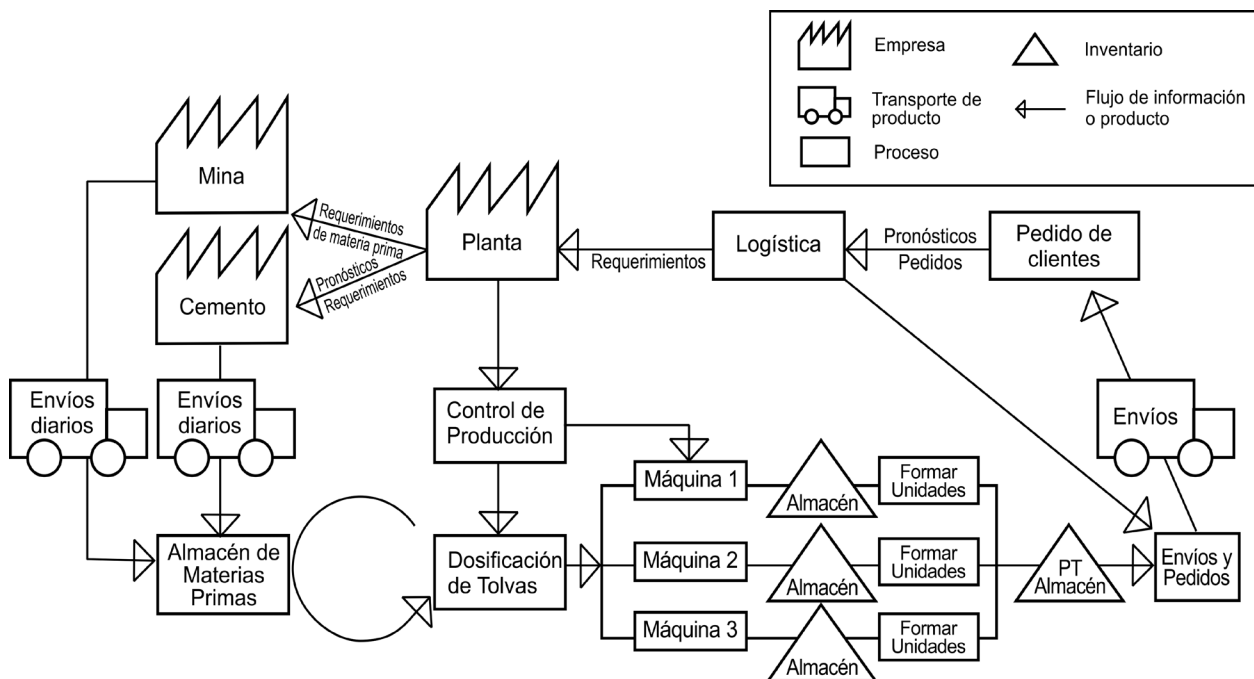 Empresa
Inventario
Transporte de
producto
Flujo de información
o producto
Proceso
Mina
Requerimientos
de materia prima
Cemento
Pronósticos
Requerimientos
Planta
Requerimientos
Logística
Pronósticos
Pedidos
Pedido de
clientes
Envíos
diarios
Envíos
diarios
Control de
Producción
Envíos
Almacén de
Materias
Primas
Dosificación
de Tolvas
Máquina 1
Almacén
Formar
Unidades
Máquina 2
Almacén
Formar
Unidades
Máquina 3
Almacén
Formar
Unidades
PT
Almacén
Envíos y
Pedidos